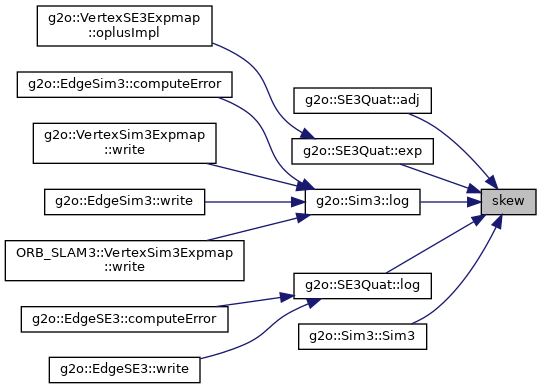 g2o::VertexSE3Expmap
::oplusImpl
g2o::EdgeSim3::computeError
g2o::SE3Quat::adj
g2o::VertexSim3Expmap
::write
g2o::SE3Quat::exp
g2o::EdgeSim3::write
g2o::Sim3::log
skew
ORB_SLAM3::VertexSim3Expmap
::write
g2o::SE3Quat::log
g2o::EdgeSE3::computeError
g2o::Sim3::Sim3
g2o::EdgeSE3::write